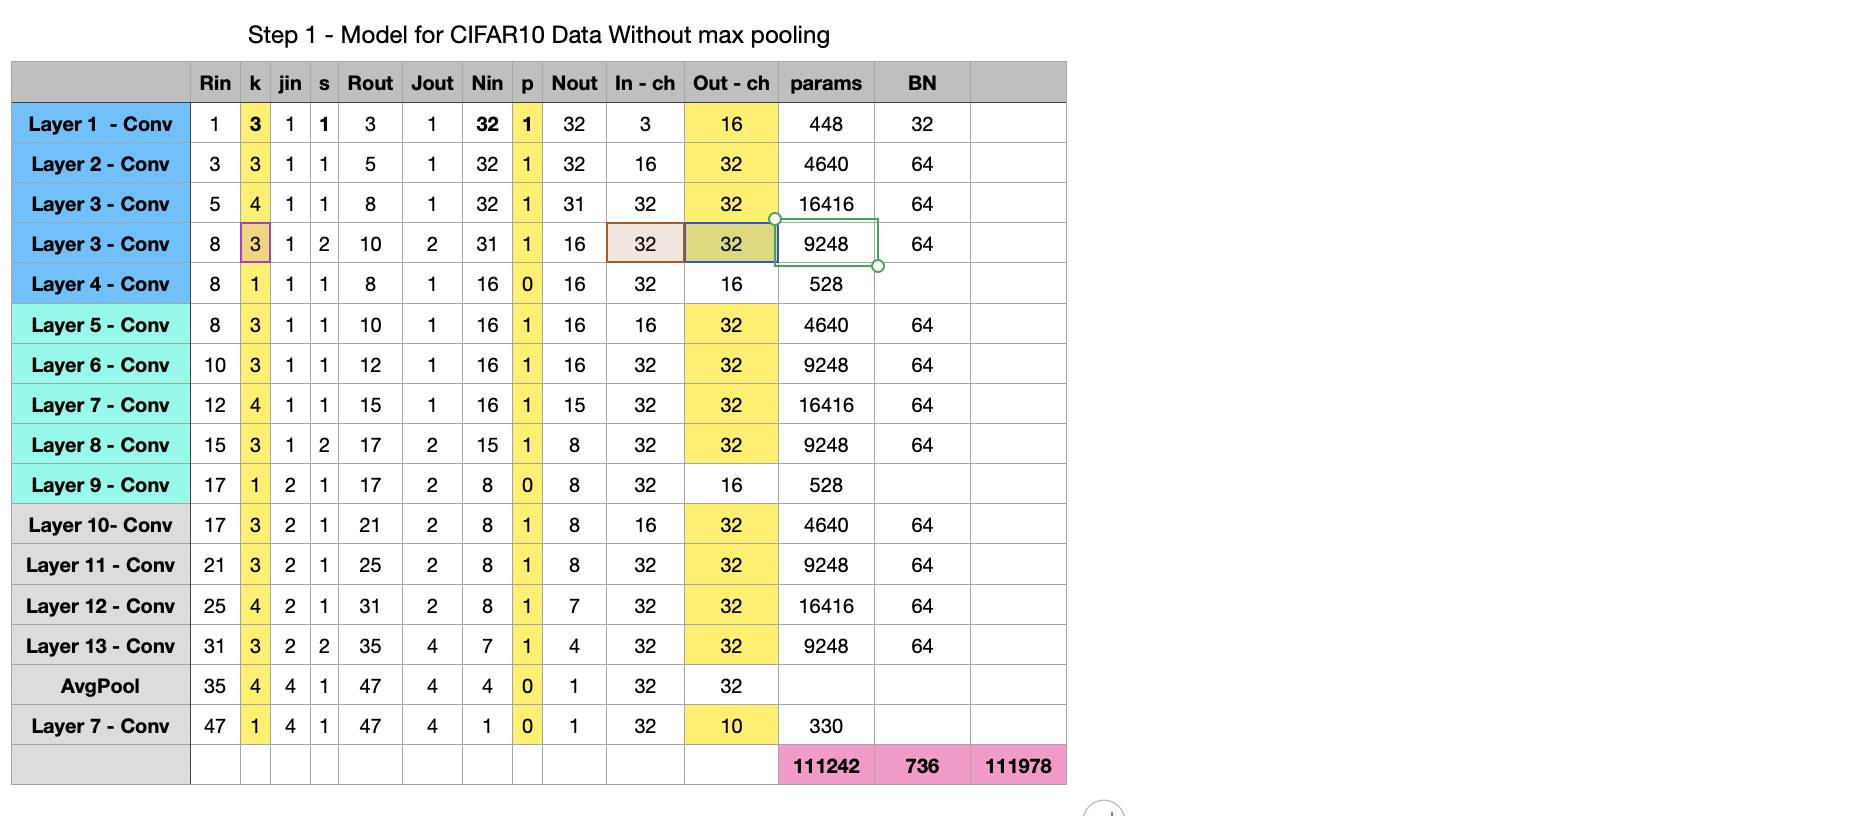 Step 1 - Model for CIFAR10 Data Without max pooling
Rin k jin s Rout Jout Nin p Nout In - ch Out - ch params BN
Layer 1 - Conv 1 3 1 1 3 1 32 1 32 3 16 448 32
Layer 2 - Conv 3 3 1 1 5 1 32 1 32 16 32 4640 64
Layer 3 - Conv 5 4 1 1 8 1 32 1 31 32 32 16416 64
Layer 3 - Conv 8 3 1 2 10 2 31 1 16 32 32 9248 64
Layer 4 - Conv 8 1 1 1 8 1 16 0 16 32 16 528
Layer 5 - Conv 8 3 1 1 10 1 16 1 16 16 32 4640 64
Layer 6 - Conv 10 3 1 1 12 1 16 1 16 32 32 9248 64
Layer 7 - Conv 12 4 1 1 15 1 16 1 15 32 32 16416 64
Layer 8 - Conv 15 3 1 2 17 2 15 1 8 32 32 9248 64
Layer 9 - Conv 17 1 2 1 17 2 8 0 8 32 16 528
Layer 10- Conv 17 3 2 1 21 2 8 1 8 16 32 4640 64
Layer 11 - Conv 21 3 2 1 25 2 8 1 8 32 32 9248 64
Layer 12 - Conv 25 4 2 1 31 2 8 1 7 32 32 16416 64
Layer 13 - Conv 31 3 2 2 35 4 7 1 4 32 32 9248 64
AvgPool 35 4 4 1 47 4 4 0 1 32 32
Layer 7 - Conv 47 1 4 1 47 4 1 0 1 32 10 330
111242 736 111978